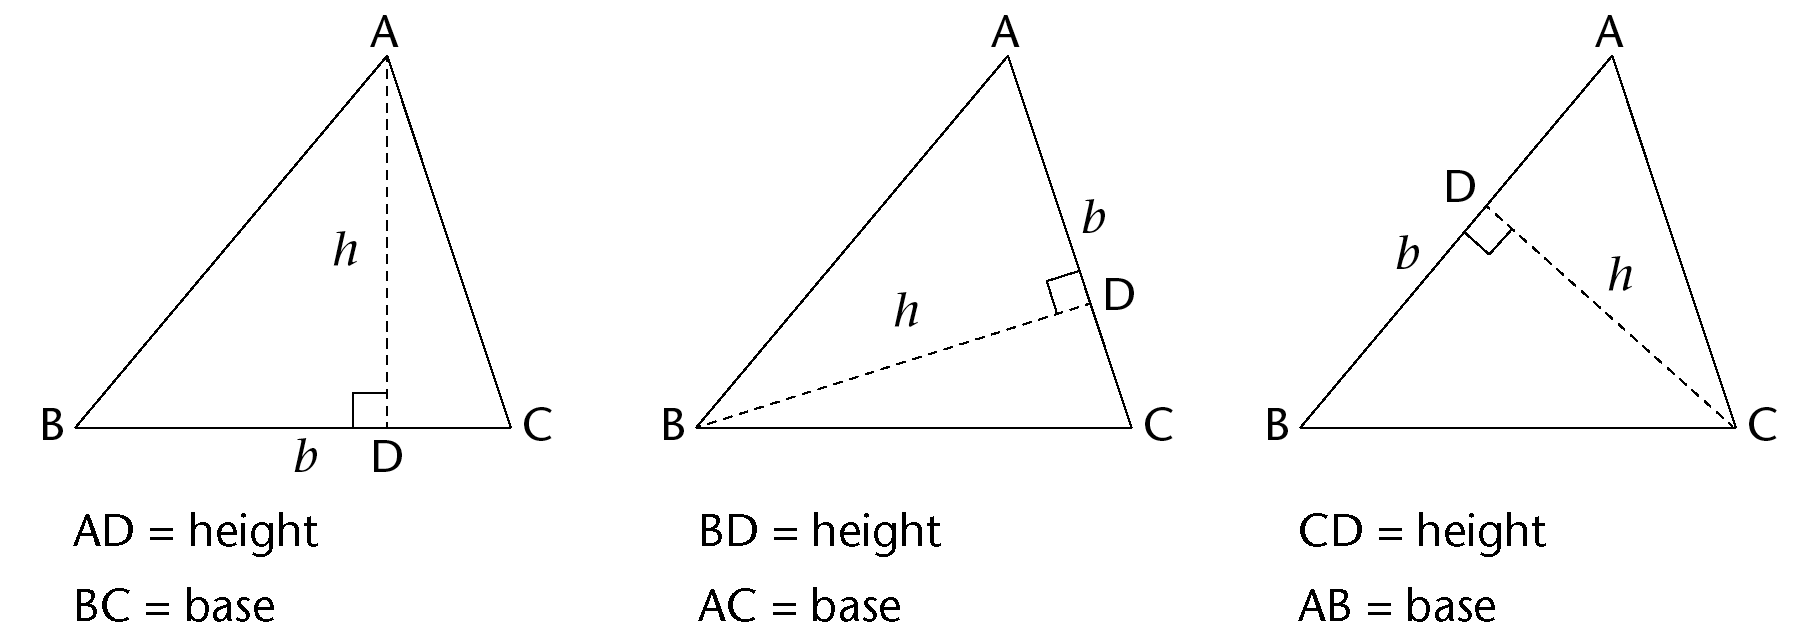 A
h
B
b
D
C
AD = height
BC = base
A
b
h
D
B
C
BD = height
AC = base
A
D
b
h
B
C
CD = height
AB = base